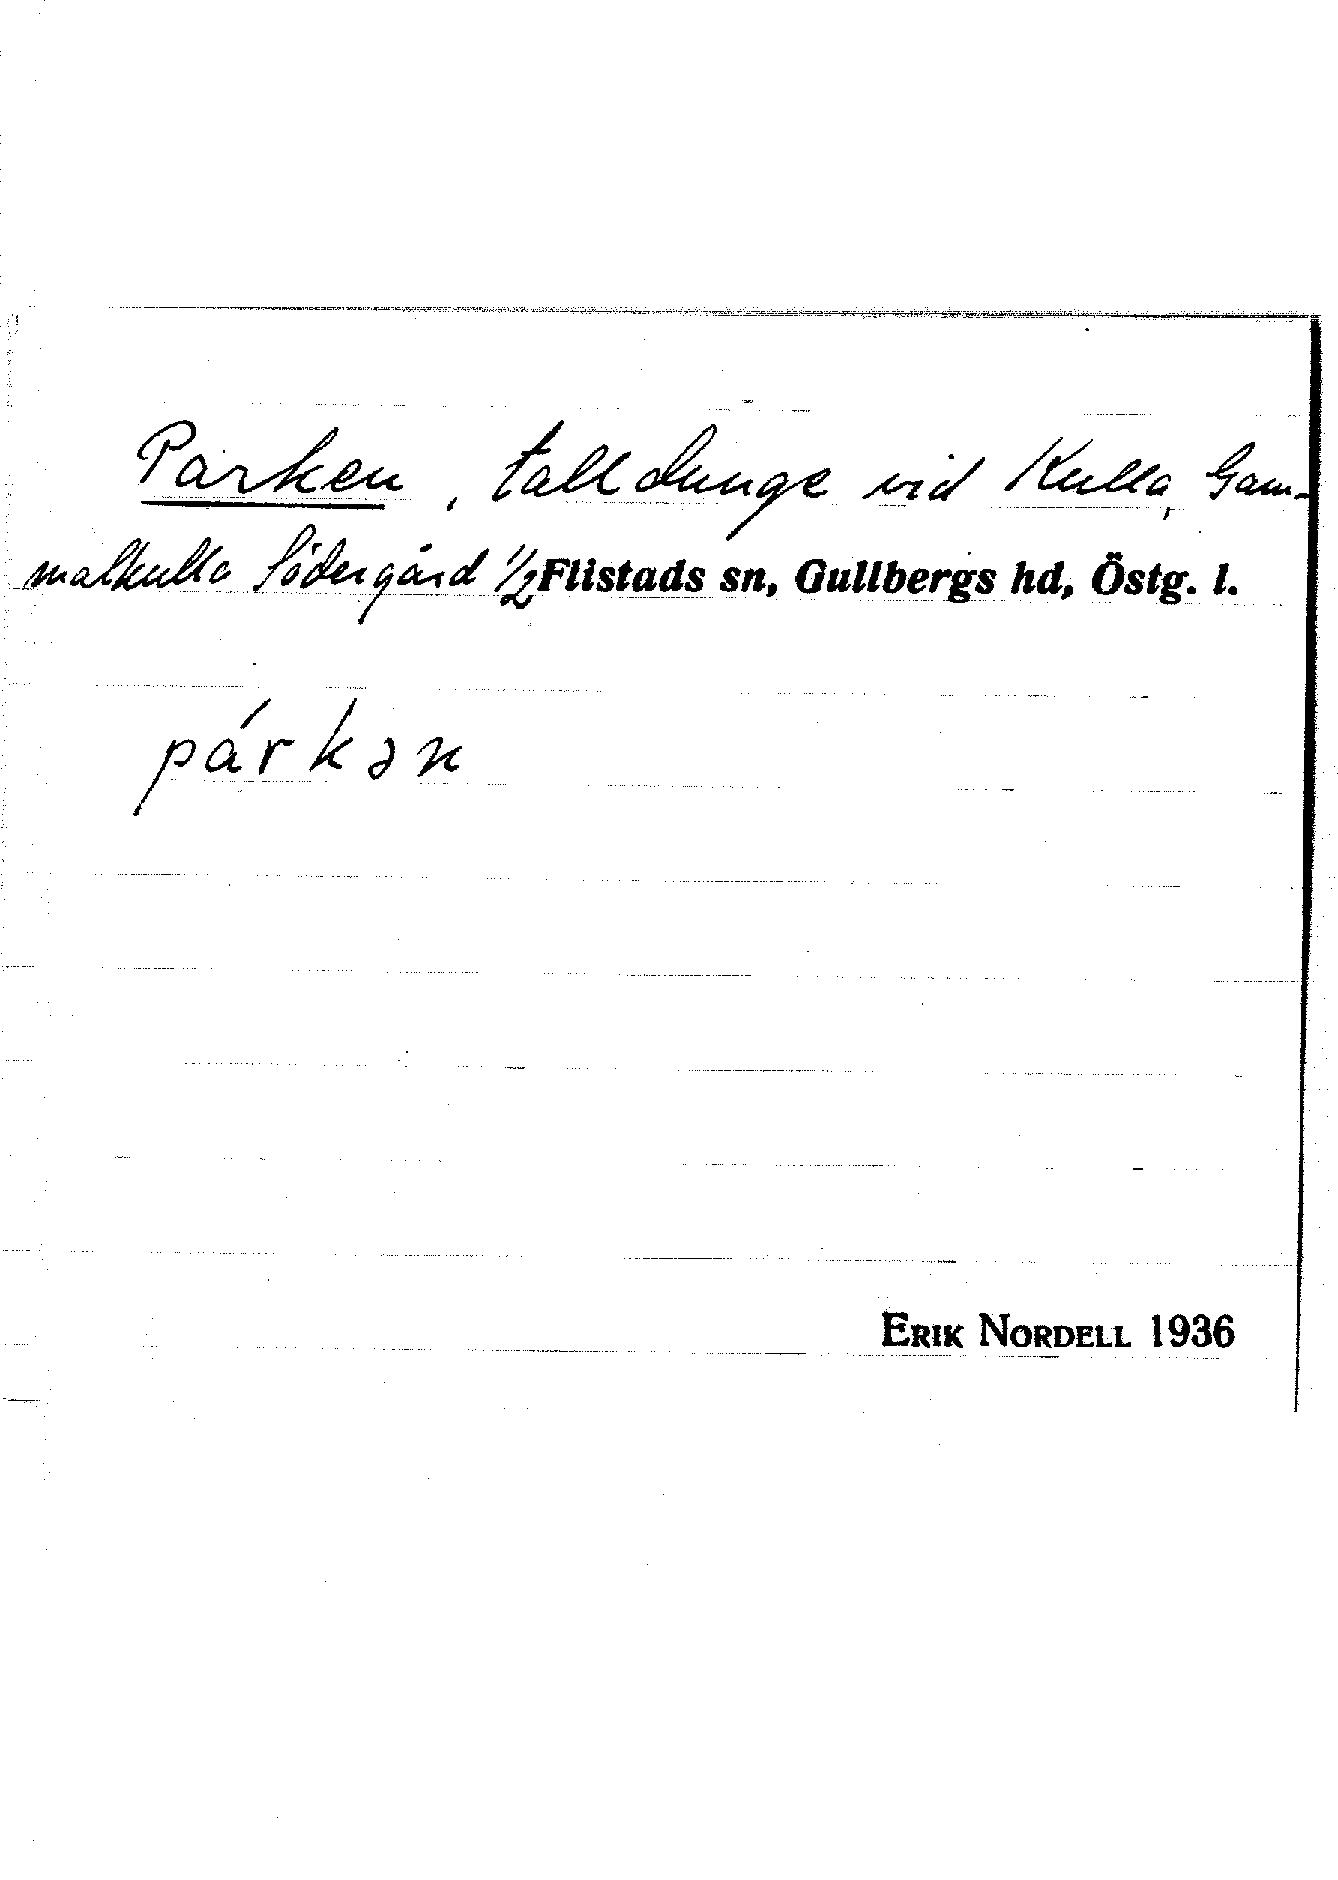 Parken, talldunge vid Kulla, Gam-
malkulla Södergård 1/2 Flistads sn, Gullbergs hd, Östg. l.
párkən
ERIK NORDELL 1936